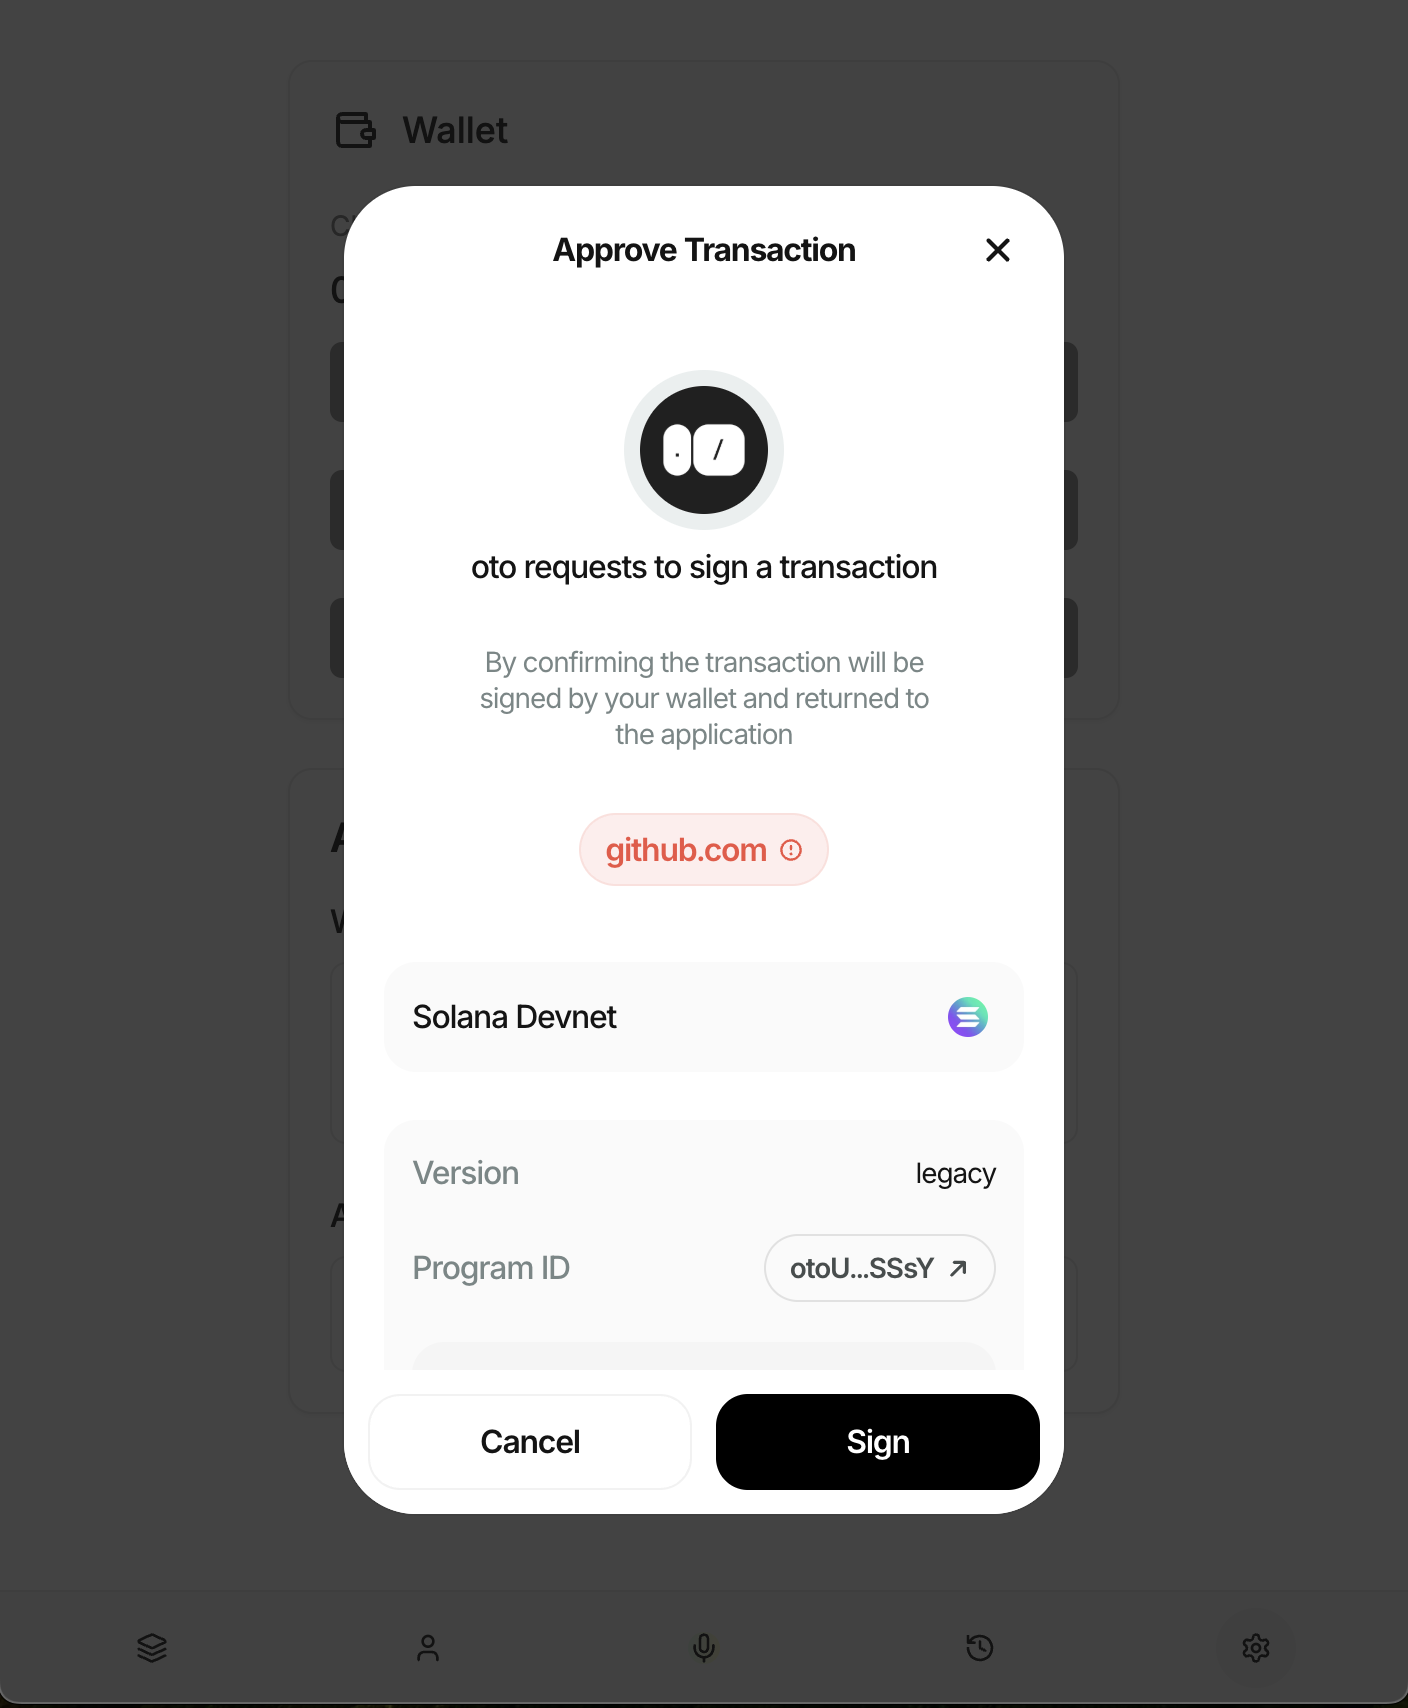 Wallet
Approve Transaction
. /
oto requests to sign a transaction
By confirming the transaction will be
signed by your wallet and returned to
the application
github.com
Solana Devnet
Version
legacy
Program ID
otoU...SSsY
Cancel
Sign